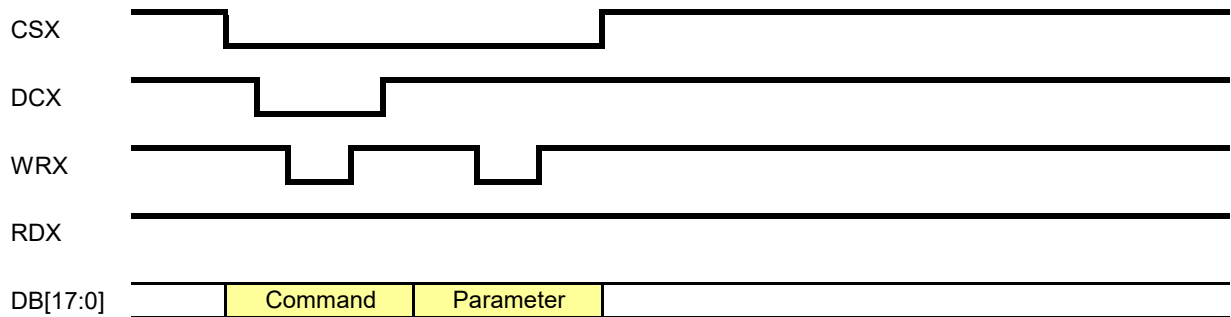 CSX
DCX
WRX
RDX
DB[17:0] Command Parameter